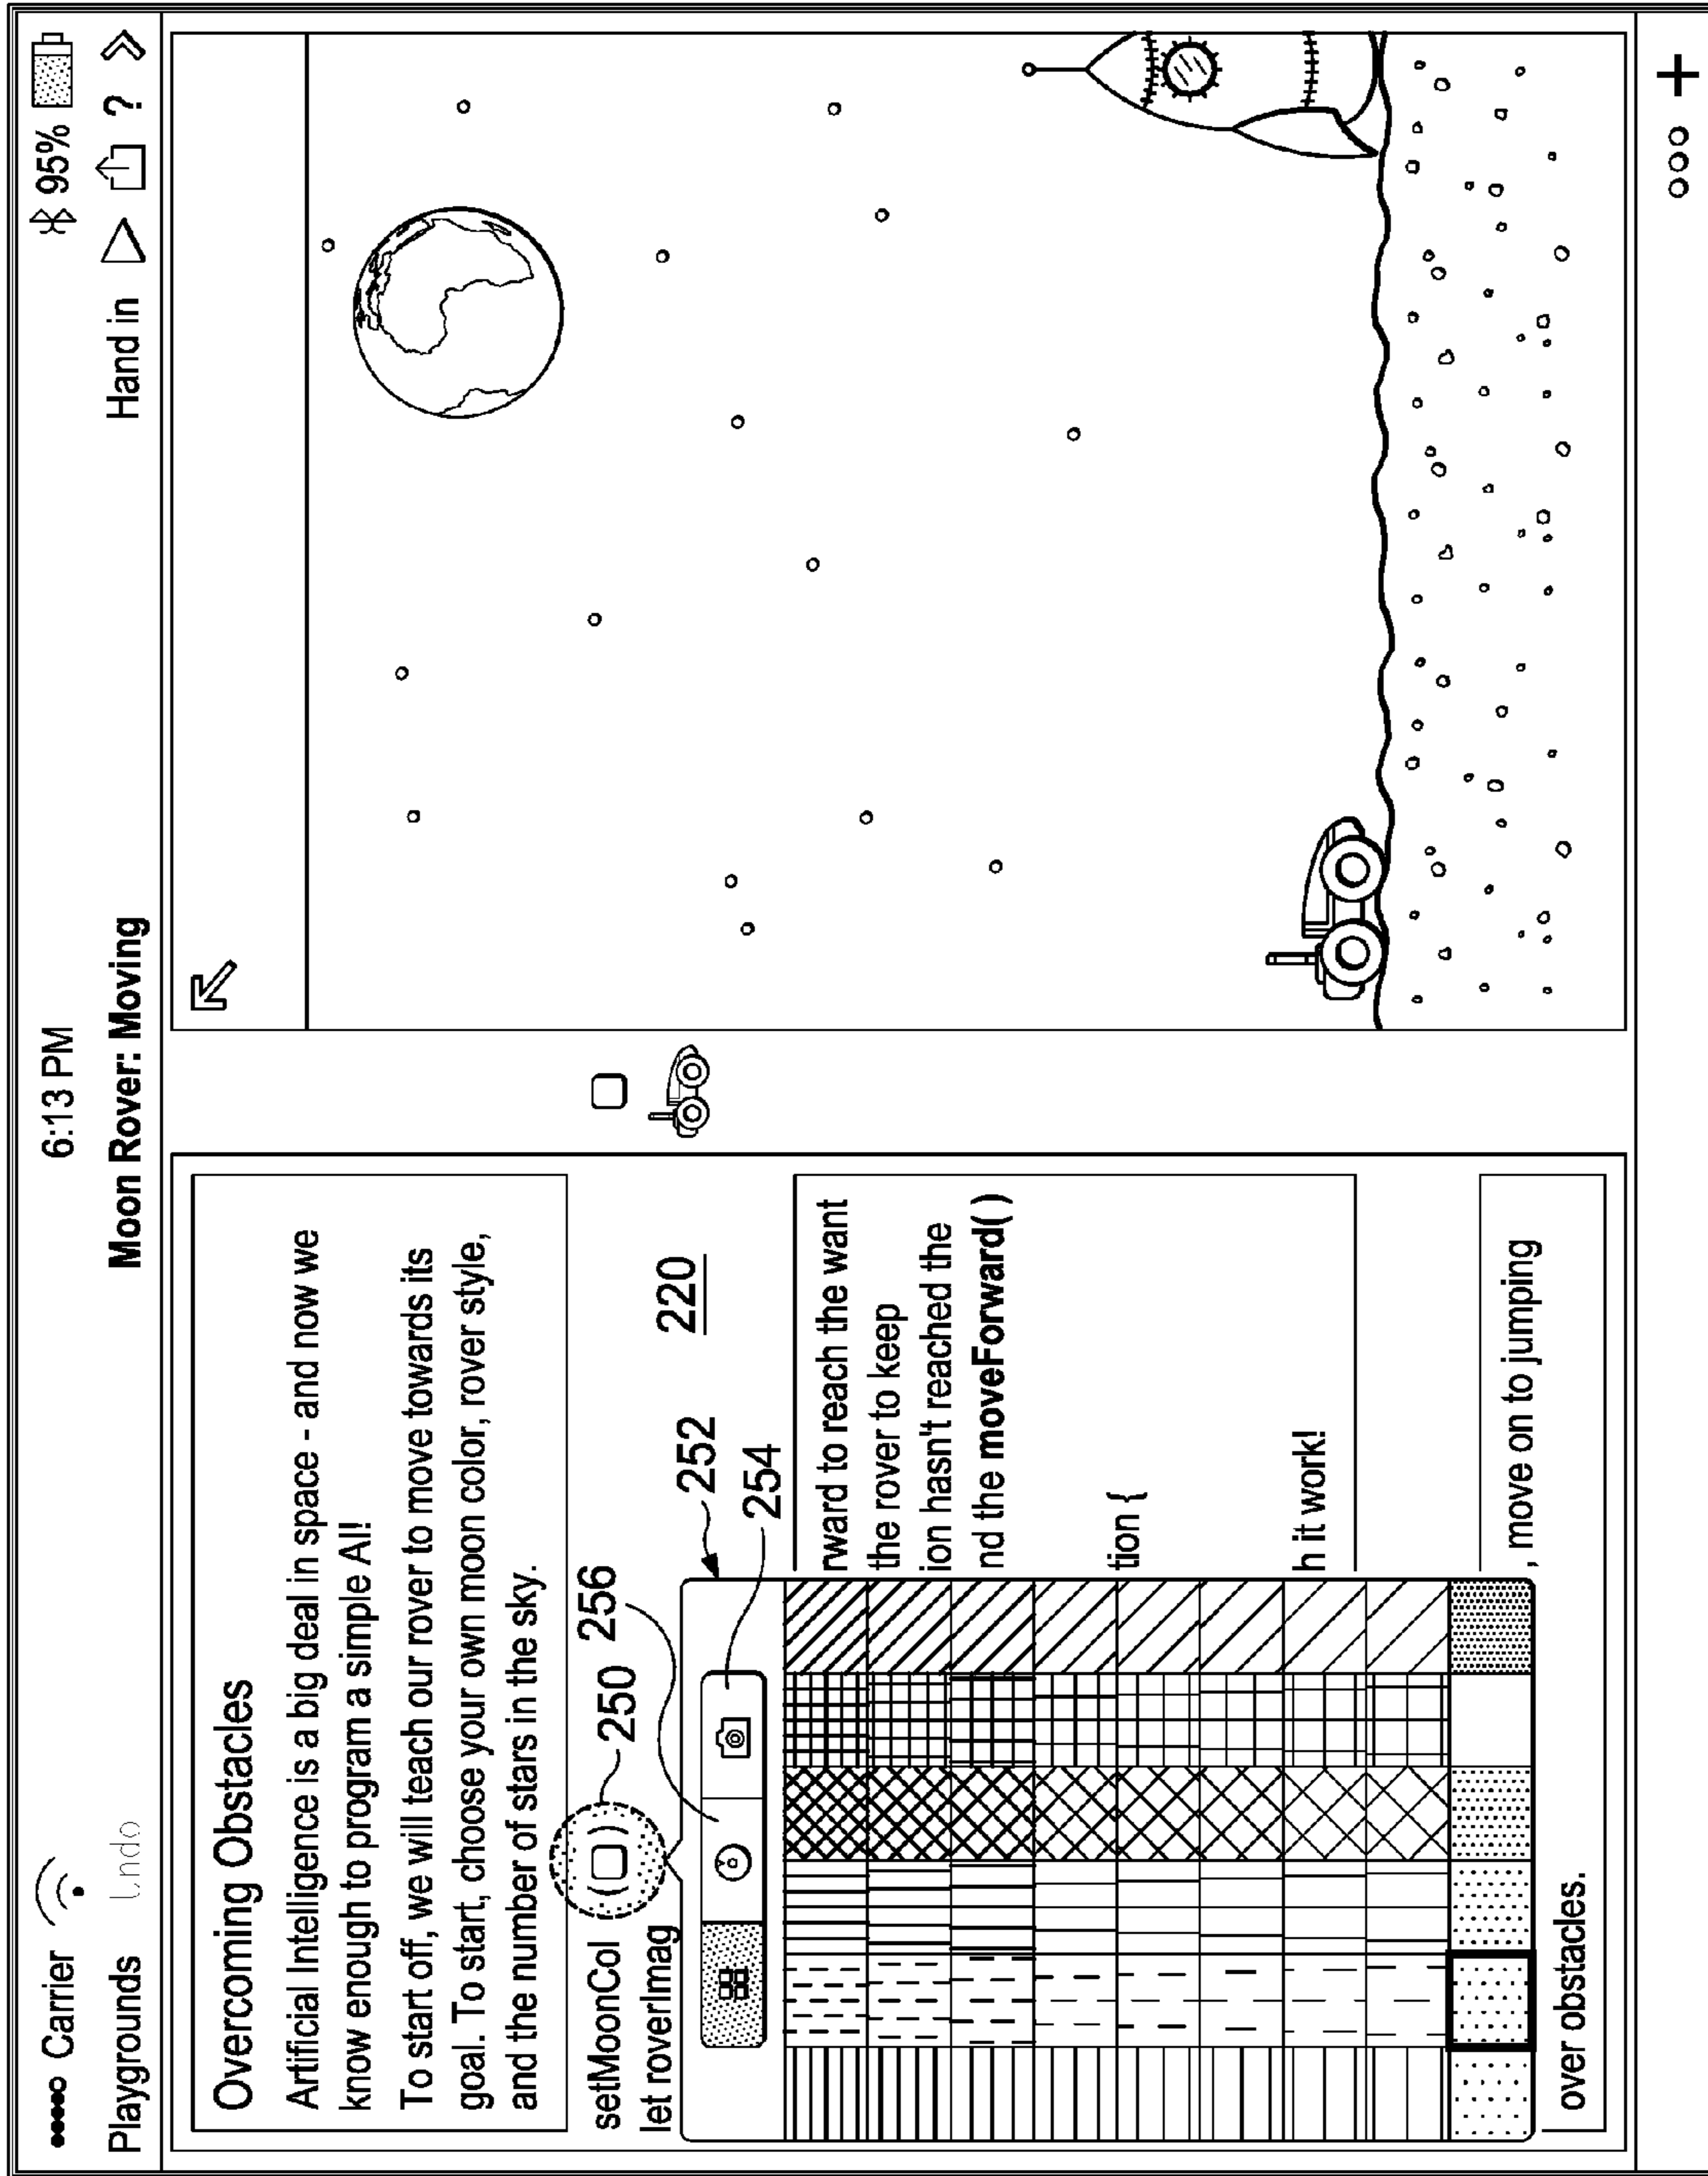 Carrier
6:13 PM
95%
Playgrounds
Undo
Moon Rover: Moving
Hand in
?
Overcoming Obstacles
Artificial Intelligence is a big deal in space - and now we
know enough to program a simple AI!
To start off, we will teach our rover to move towards its
goal. To start, choose your own moon color, rover style,
and the number of stars in the sky.
setMoonCol
250
256
let roverImag
252
220
254
rward to reach the want
the rover to keep
ion hasn't reached the
nd the moveForward( )
tion {
h it work!
, move on to jumping
over obstacles.